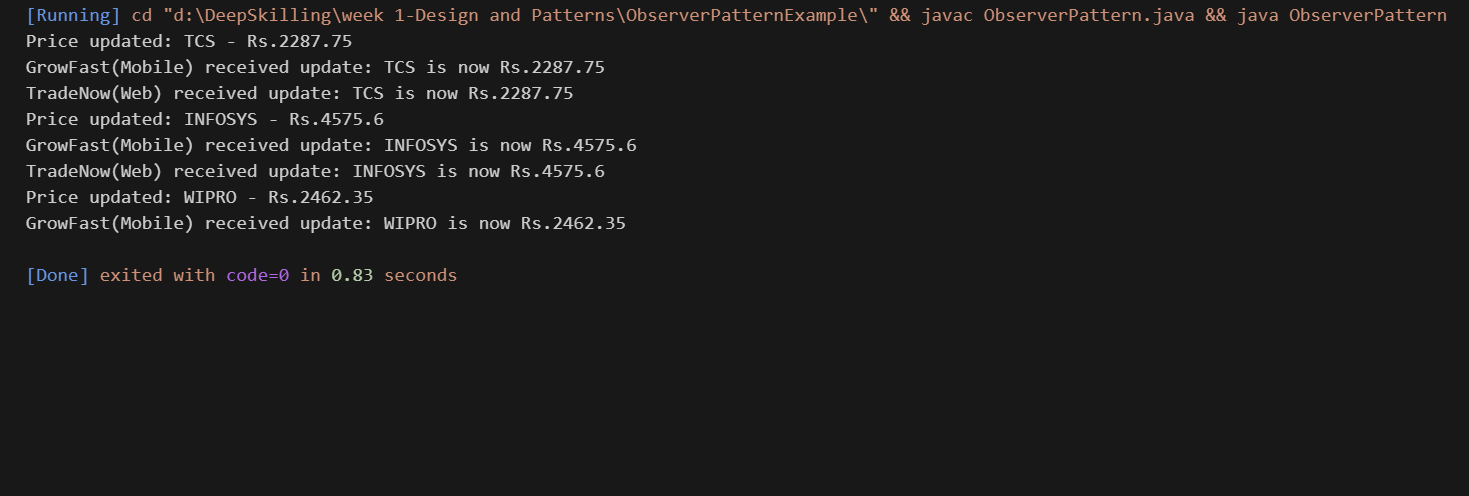 [Running] cd "d:\DeepSkilling\week 1-Design and Patterns\ObserverPatternExample\" && javac ObserverPattern.java && java ObserverPattern
Price updated: TCS - Rs.2287.75
GrowFast(Mobile) received update: TCS is now Rs.2287.75
TradeNow(Web) received update: TCS is now Rs.2287.75
Price updated: INFOSYS - Rs.4575.6
GrowFast(Mobile) received update: INFOSYS is now Rs.4575.6
TradeNow(Web) received update: INFOSYS is now Rs.4575.6
Price updated: WIPRO - Rs.2462.35
GrowFast(Mobile) received update: WIPRO is now Rs.2462.35
[Done] exited with code=0 in 0.83 seconds